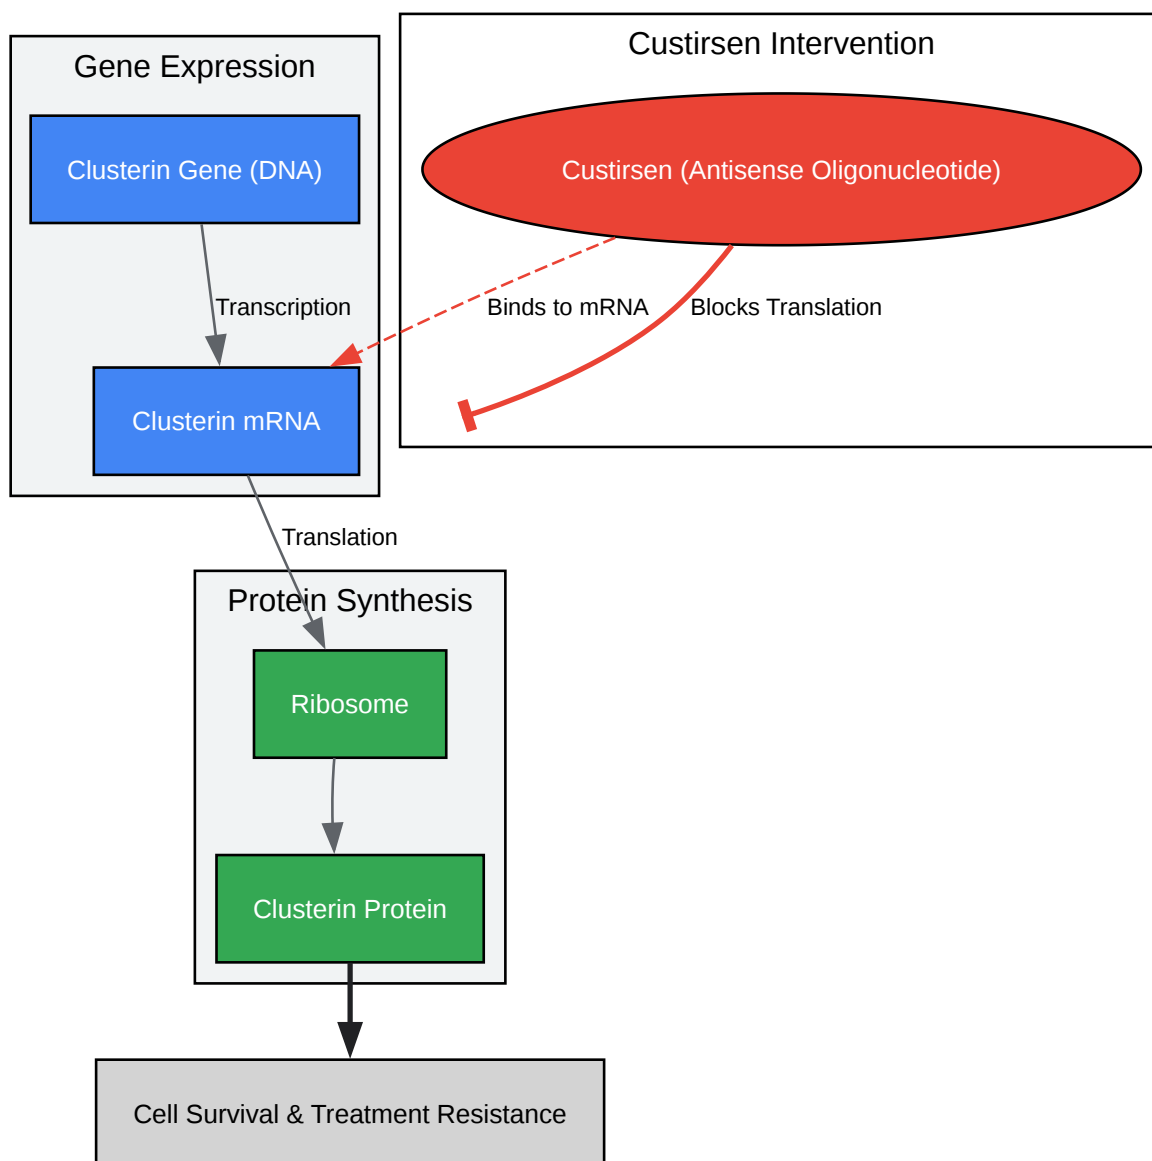 Gene Expression
Custirsen Intervention
Clusterin Gene (DNA)
Custirsen (Antisense Oligonucleotide)
Transcription
Binds to mRNA
Blocks Translation
Clusterin mRNA
Translation
Protein Synthesis
Ribosome
Clusterin Protein
Cell Survival & Treatment Resistance